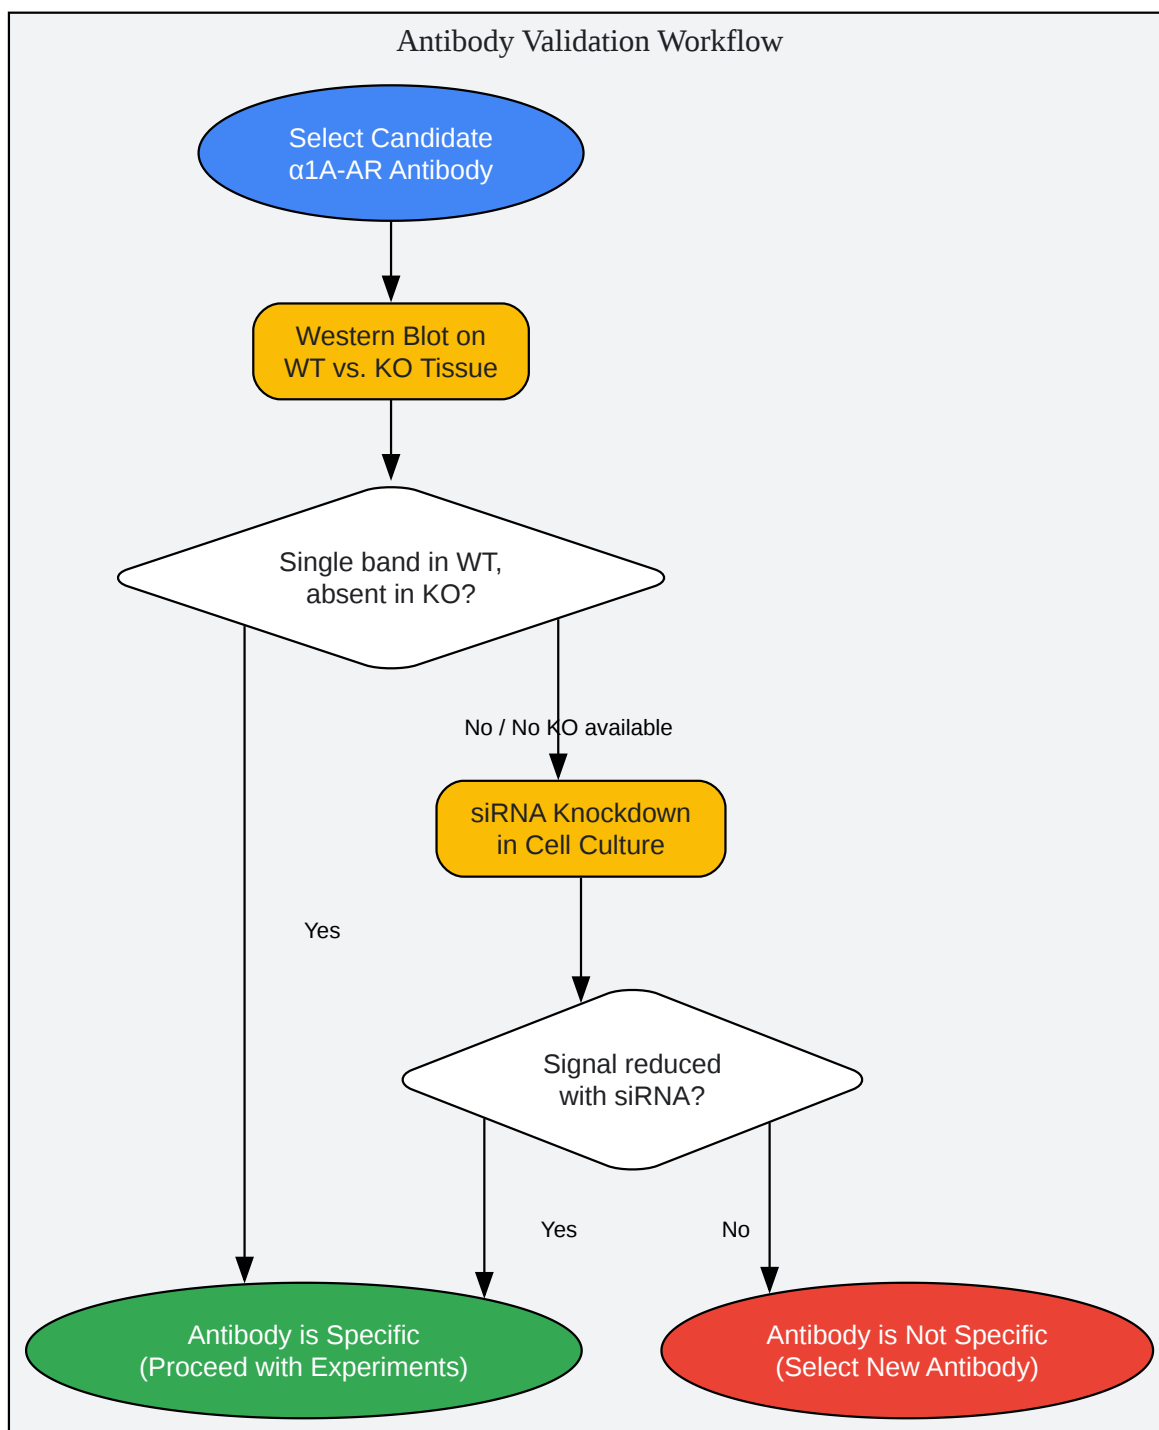 Antibody Validation Workflow
Select Candidate
α1A-AR Antibody
Western Blot on
WT vs. KO Tissue
Single band in WT,
absent in KO?
No / No KO available
siRNA Knockdown
in Cell Culture
Yes
Signal reduced
with siRNA?
Yes
No
Antibody is Specific
(Proceed with Experiments)
Antibody is Not Specific
(Select New Antibody)